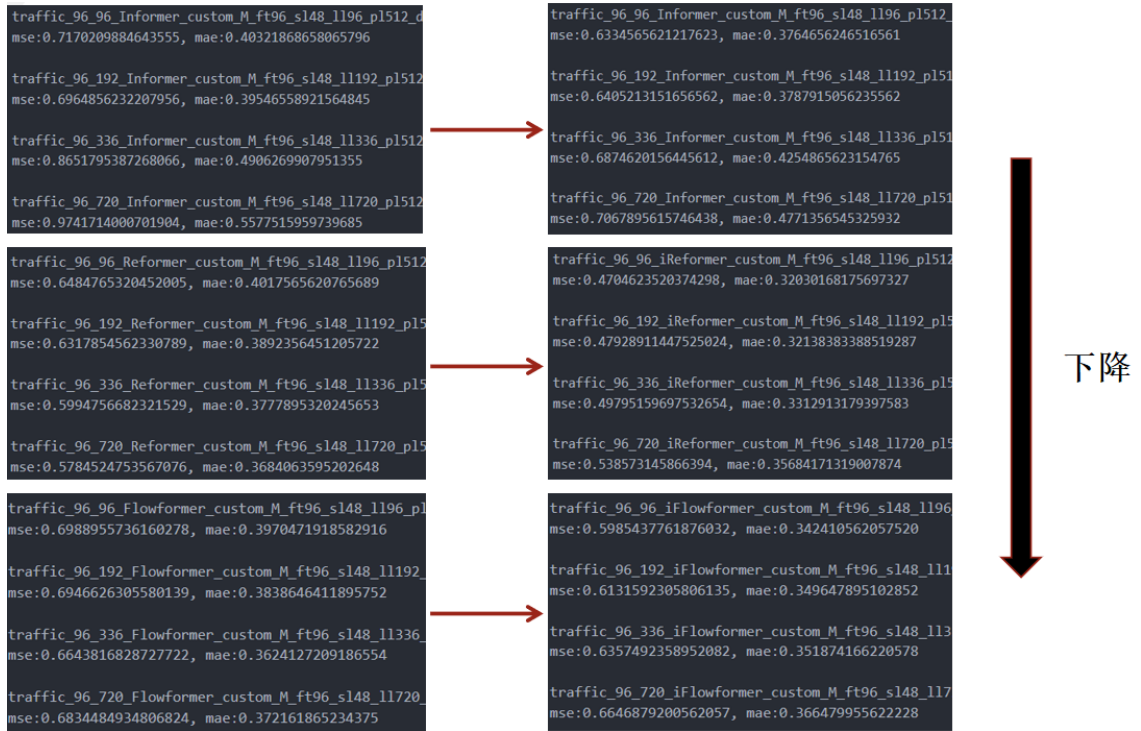 traffic_96_96_Informer_custom_M_ft96_sl48_ll96_pl512_d
mse:0.7170209884643555, mae:0.40321868658065796
traffic_96_192_Informer_custom_M_ft96_sl48_ll192_pl512
mse:0.6964856232207956, mae:0.39546558921564845
traffic_96_336_Informer_custom_M_ft96_sl48_ll336_pl512
mse:0.8651795387268066, mae:0.4906269907951355
traffic_96_720_Informer_custom_M_ft96_sl48_ll720_pl512
mse:0.9741714000701904, mae:0.5577515959739685
traffic_96_96_Informer_custom_M_ft96_sl48_ll96_pl512_
mse:0.6334565621217623, mae:0.3764656246516561
traffic_96_192_Informer_custom_M_ft96_sl48_ll192_pl51
mse:0.6405213151656562, mae:0.3787915056235562
traffic_96_336_Informer_custom_M_ft96_sl48_ll336_pl51
mse:0.6874620156445612, mae:0.4254865623154765
traffic_96_720_Informer_custom_M_ft96_sl48_ll720_pl51
mse:0.7067895615746438, mae:0.4771356545325932
traffic_96_96_Reformer_custom_M_ft96_sl48_ll96_pl512
mse:0.6484765320452005, mae:0.4017565620765689
traffic_96_192_Reformer_custom_M_ft96_sl48_ll192_pl5
mse:0.6317854562330789, mae:0.3892356451205722
traffic_96_336_Reformer_custom_M_ft96_sl48_ll336_pl5
mse:0.5994756682321529, mae:0.3777895320245653
traffic_96_720_Reformer_custom_M_ft96_sl48_ll720_pl5
mse:0.5784524753567076, mae:0.3684063595202648
traffic_96_96_iReformer_custom_M_ft96_sl48_ll96_pl512
mse:0.4704623520374298, mae:0.32030168175697327
traffic_96_192_iReformer_custom_M_ft96_sl48_ll192_pl5
mse:0.47928911447525024, mae:0.32138383388519287
traffic_96_336_iReformer_custom_M_ft96_sl48_ll336_pl5
mse:0.49795159697532654, mae:0.3312913179397583
traffic_96_720_iReformer_custom_M_ft96_sl48_ll720_pl5
mse:0.538573145866394, mae:0.35684171319007874
下降
traffic_96_96_Flowformer_custom_M_ft96_sl48_ll96_pl
mse:0.6988955736160278, mae:0.3970471918582916
traffic_96_192_Flowformer_custom_M_ft96_sl48_ll192_
mse:0.6946626305580139, mae:0.3838646411895752
traffic_96_336_Flowformer_custom_M_ft96_sl48_ll336_
mse:0.6643816828727722, mae:0.3624127209186554
traffic_96_720_Flowformer_custom_M_ft96_sl48_ll720_
mse:0.6834484934806824, mae:0.372161865234375
traffic_96_96_iFlowformer_custom_M_ft96_sl48_ll96
mse:0.5985437761876032, mae:0.342410562057520
traffic_96_192_iFlowformer_custom_M_ft96_sl48_ll1
mse:0.6131592305806135, mae:0.349647895102852
traffic_96_336_iFlowformer_custom_M_ft96_sl48_ll3
mse:0.6357492358952082, mae:0.351874166220578
traffic_96_720_iFlowformer_custom_M_ft96_sl48_ll7
mse:0.6646879200562057, mae:0.366479955622228